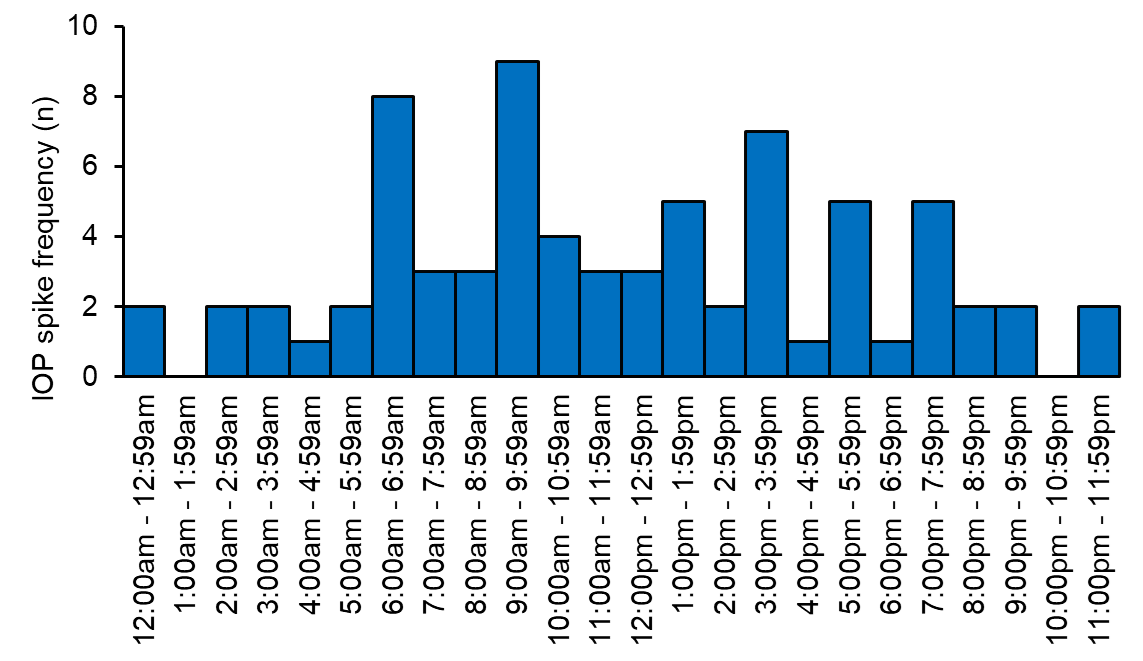 10
8
6
4
2
0
IOP spike frequency (n)
12:00am - 12:59am
1:00am - 1:59am
2:00am - 2:59am
3:00am - 3:59am
4:00am - 4:59am
5:00am - 5:59am
6:00am - 6:59am
7:00am - 7:59am
8:00am - 8:59am
9:00am - 9:59am
10:00am - 10:59am
11:00am - 11:59am
12:00pm - 12:59pm
1:00pm - 1:59pm
2:00pm - 2:59pm
3:00pm - 3:59pm
4:00pm - 4:59pm
5:00pm - 5:59pm
6:00pm - 6:59pm
7:00pm - 7:59pm
8:00pm - 8:59pm
9:00pm - 9:59pm
10:00pm - 10:59pm
11:00pm - 11:59pm